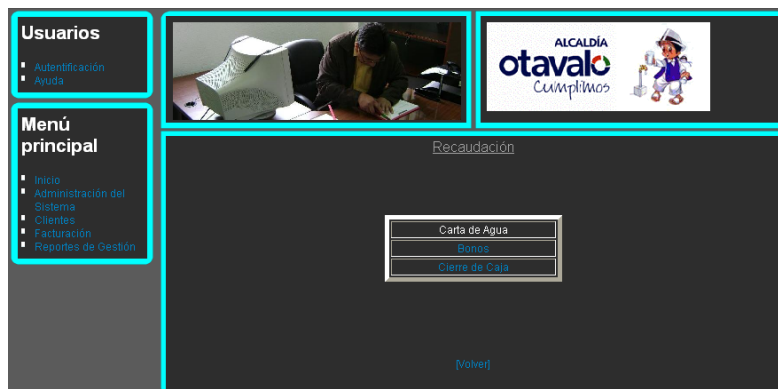 Usuarios
Autentificación
Ayuda
Menú
principal
Inicio
Administración del
Sistema
Clientes
Facturación
Reportes de Gestión
ALCALDÍA
otavalo
Cumplimos
Recaudación
Carta de Agua
Bonos
Cierre de Caja
[Volver]